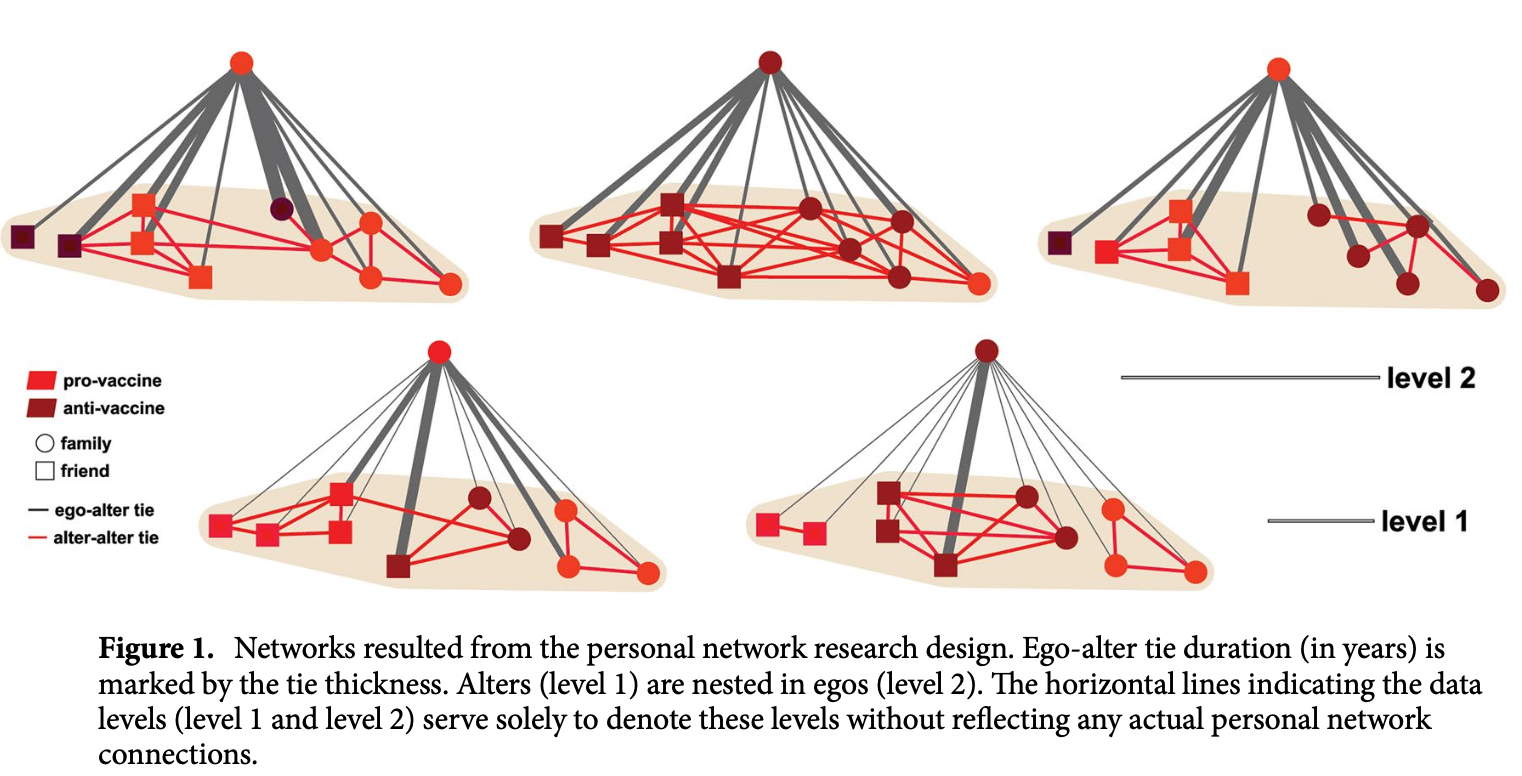 pro-vaccine
anti-vaccine
family
friend
ego-alter tie
alter-alter tie
level 2
level 1
Figure 1. Networks resulted from the personal network research design. Ego-alter tie duration (in years) is
marked by the tie thickness. Alters (level 1) are nested in egos (level 2). The horizontal lines indicating the data
levels (level 1 and level 2) serve solely to denote these levels without reflecting any actual personal network
connections.